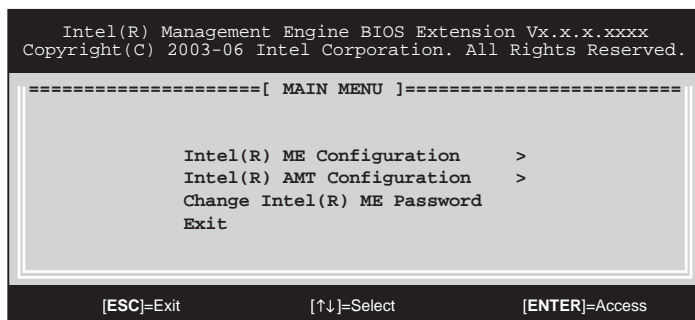 Intel(R) Management Engine BIOS Extension Vx.x.x.xxxx
Copyright(C) 2003-06 Intel Corporation. All Rights Reserved.
=====================[ MAIN MENU ]=========================
Intel(R) ME Configuration >
Intel(R) AMT Configuration >
Change Intel(R) ME Password
Exit
[ESC]=Exit [↑↓]=Select [ENTER]=Access